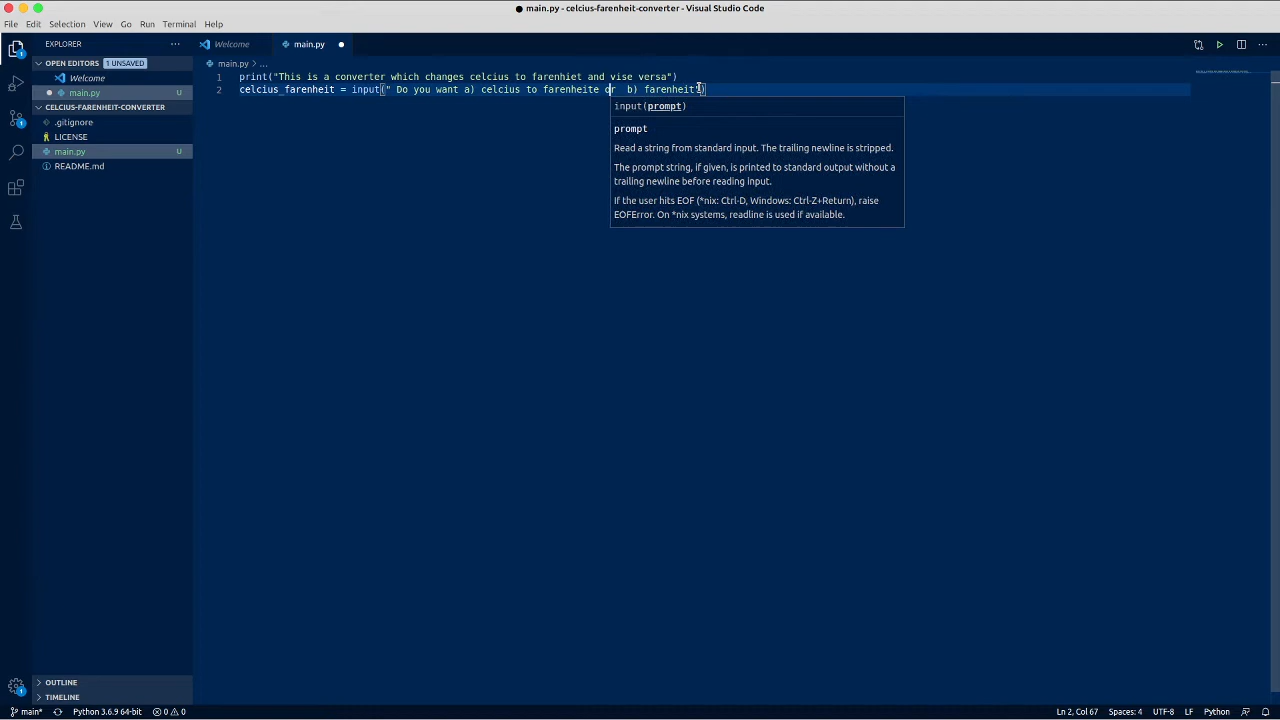 main.py - celcius-farenheit-converter - Visual Studio Code
File Edit Selection View Go Run Terminal Help
EXPLORER
Welcome
main.py
OPEN EDITORS 1 UNSAVED
main.py > ...
Welcome
main.py U
CELCIUS-FARENHEIT-CONVERTER
.gitignore
LICENSE
main.py U
README.md
1 print("This is a converter which changes celcius to farenhiet and vise versa")
2 celcius_farenheit = input(" Do you want a) celcius to farenheite or  b) farenheit")
input(prompt)
prompt
Read a string from standard input. The trailing newline is stripped.
The prompt string, if given, is printed to standard output without a
trailing newline before reading input.
If the user hits EOF (*nix: Ctrl-D, Windows: Ctrl-Z+Return), raise
EOFError. On *nix systems, readline is used if available.
OUTLINE
TIMELINE
main* Python 3.6.9 64-bit 0 0 Ln 2, Col 67 Spaces: 4 UTF-8 LF Python